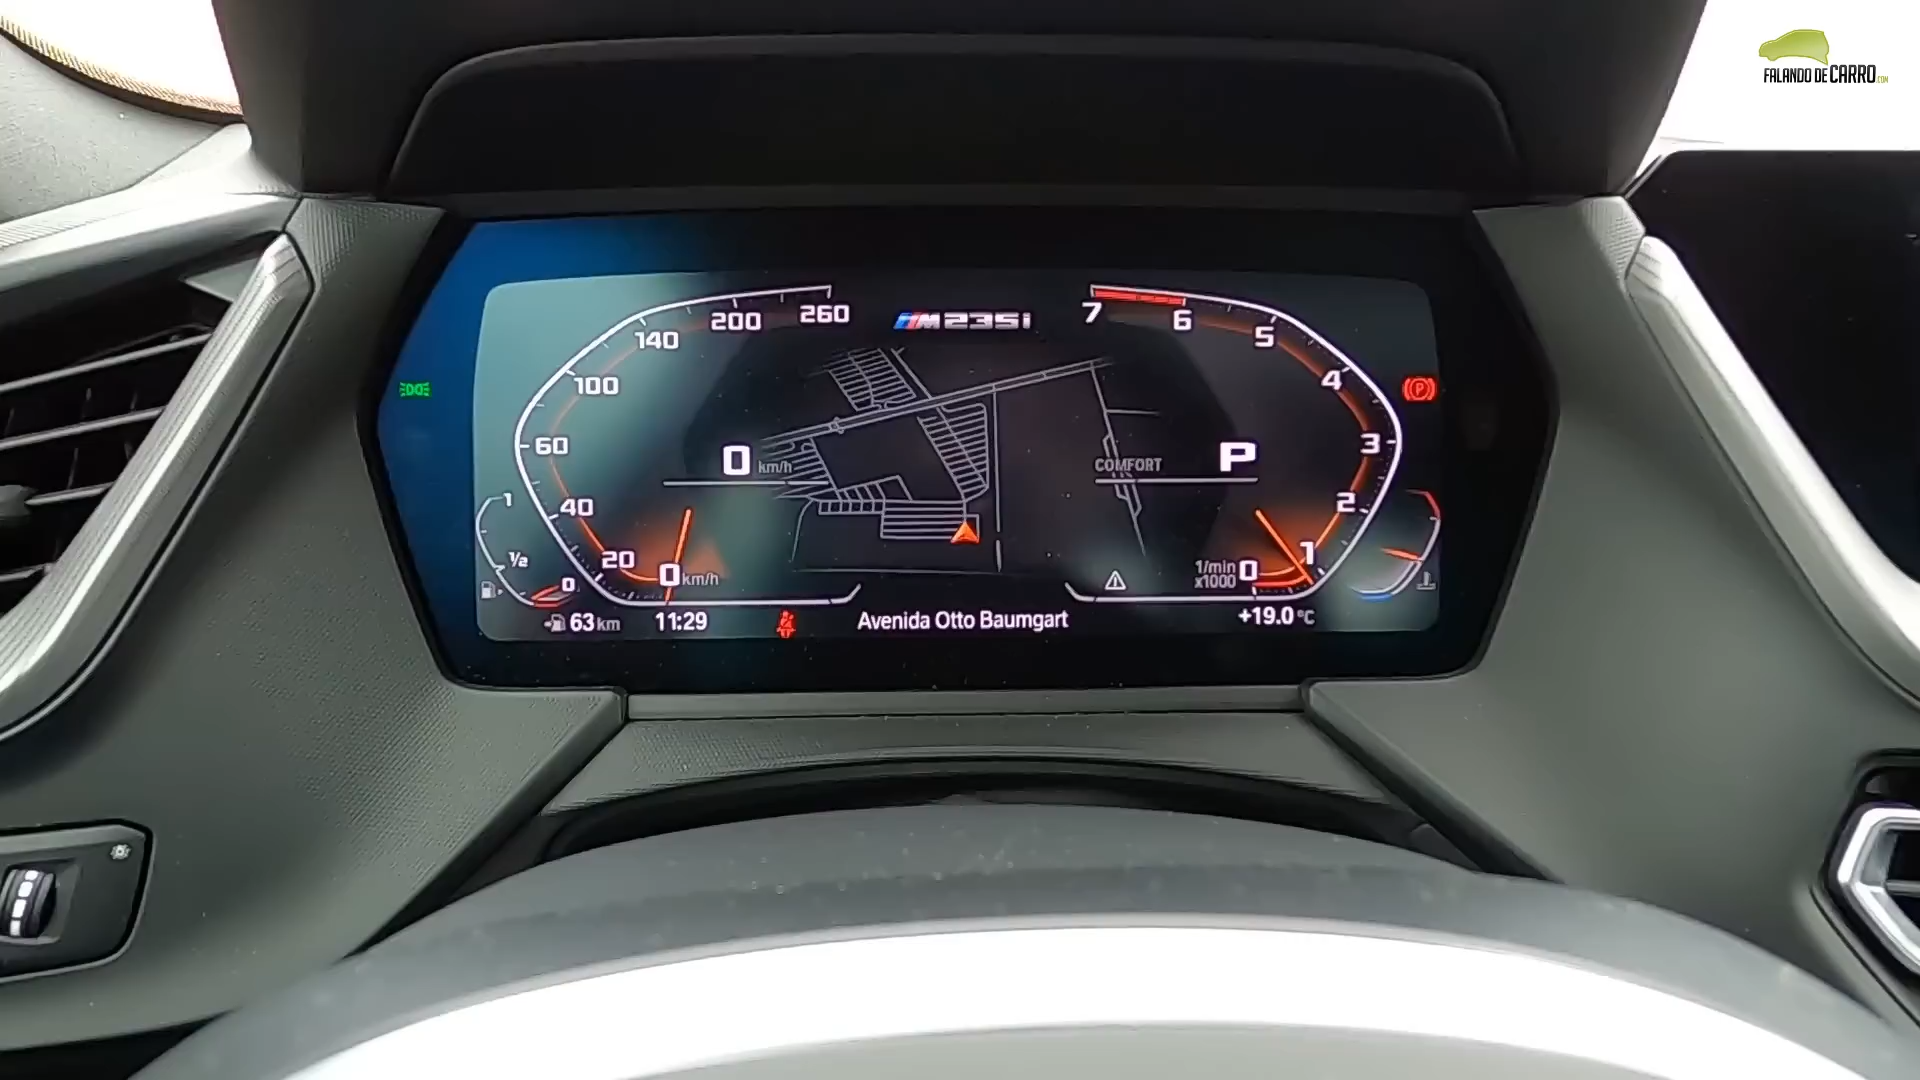 FALANDO DE CARRO.COM
260
200
140
100
60
40
20
0 km/h
M235i
7
6
5
4
3
2
1
0
1/min
x1000
0 km/h
COMFORT
P
1
1/2
0
63 km
11:29
Avenida Otto Baumgart
+19.0 °C